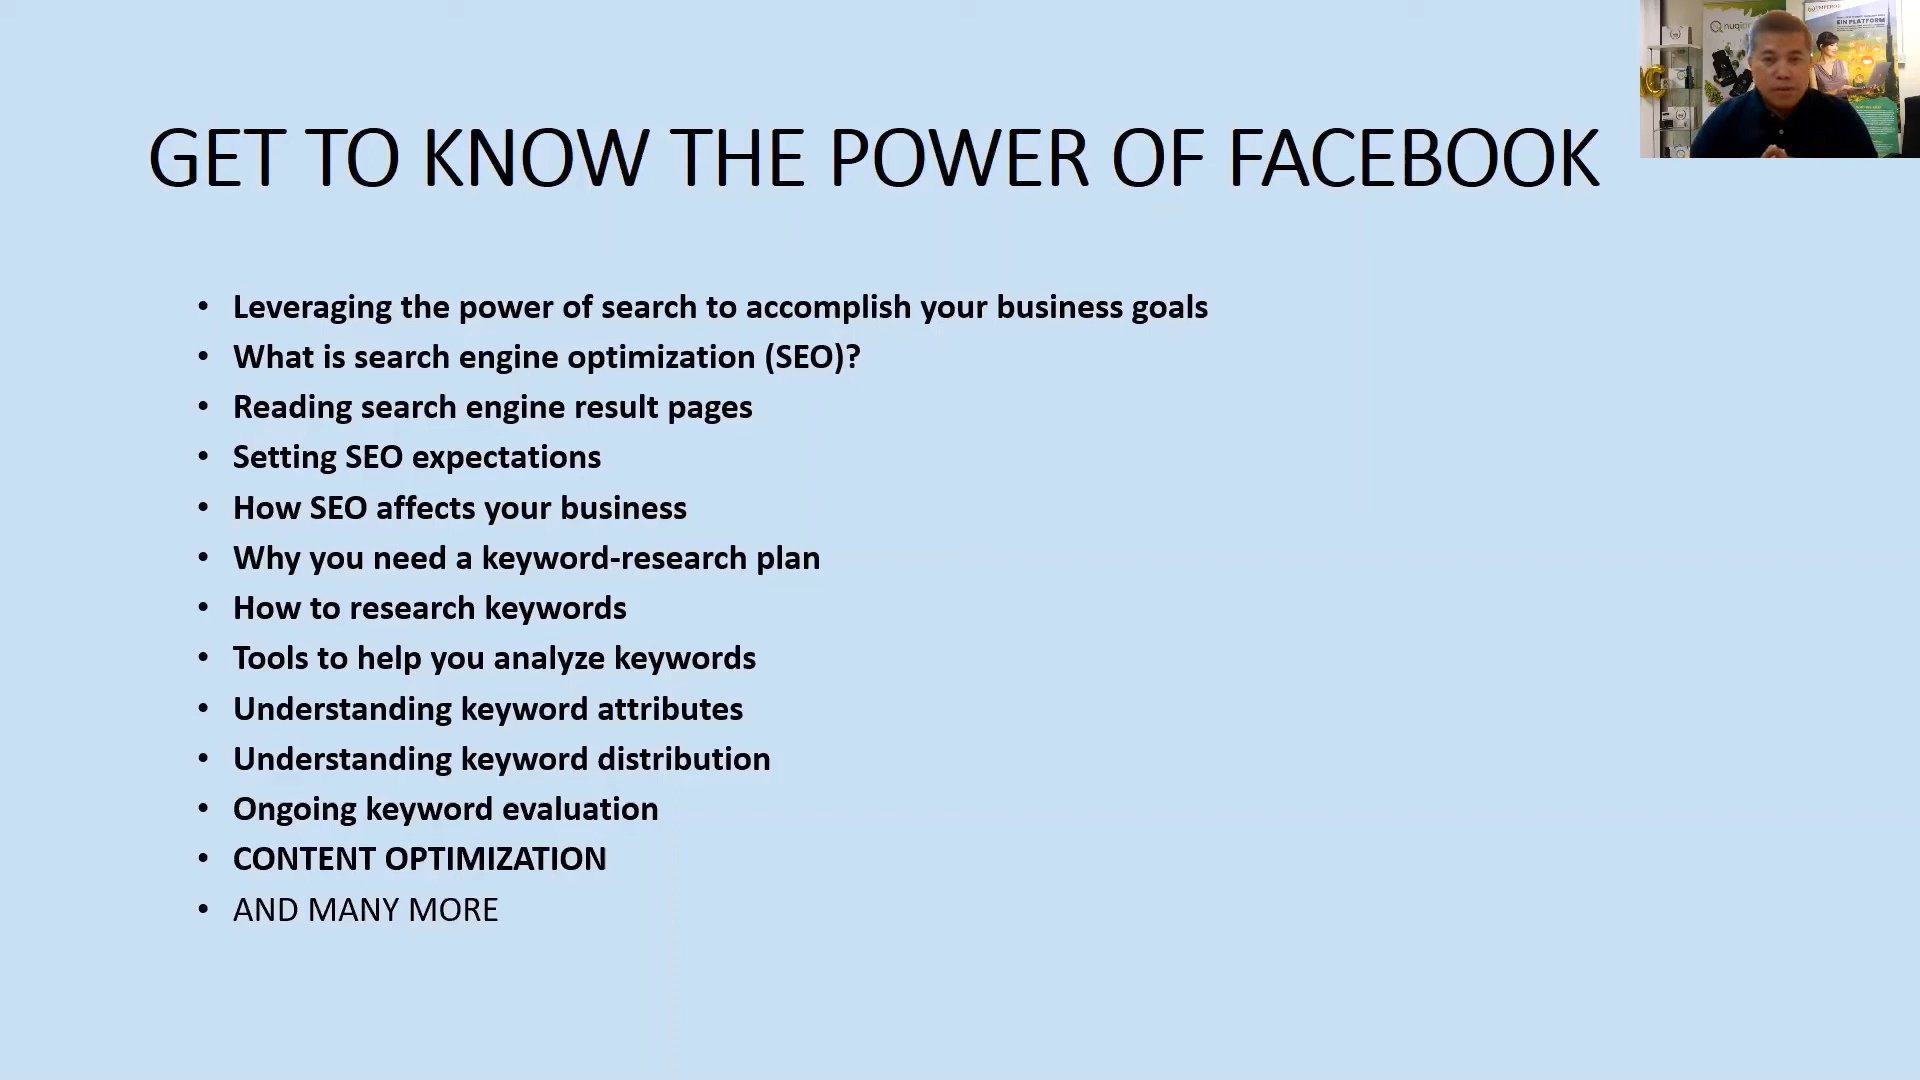 GET TO KNOW THE POWER OF FACEBOOK
• Leveraging the power of search to accomplish your business goals
• What is search engine optimization (SEO)?
• Reading search engine result pages
• Setting SEO expectations
• How SEO affects your business
• Why you need a keyword-research plan
• How to research keywords
• Tools to help you analyze keywords
• Understanding keyword attributes
• Understanding keyword distribution
• Ongoing keyword evaluation
• CONTENT OPTIMIZATION
• AND MANY MORE
EIN PLATFORM